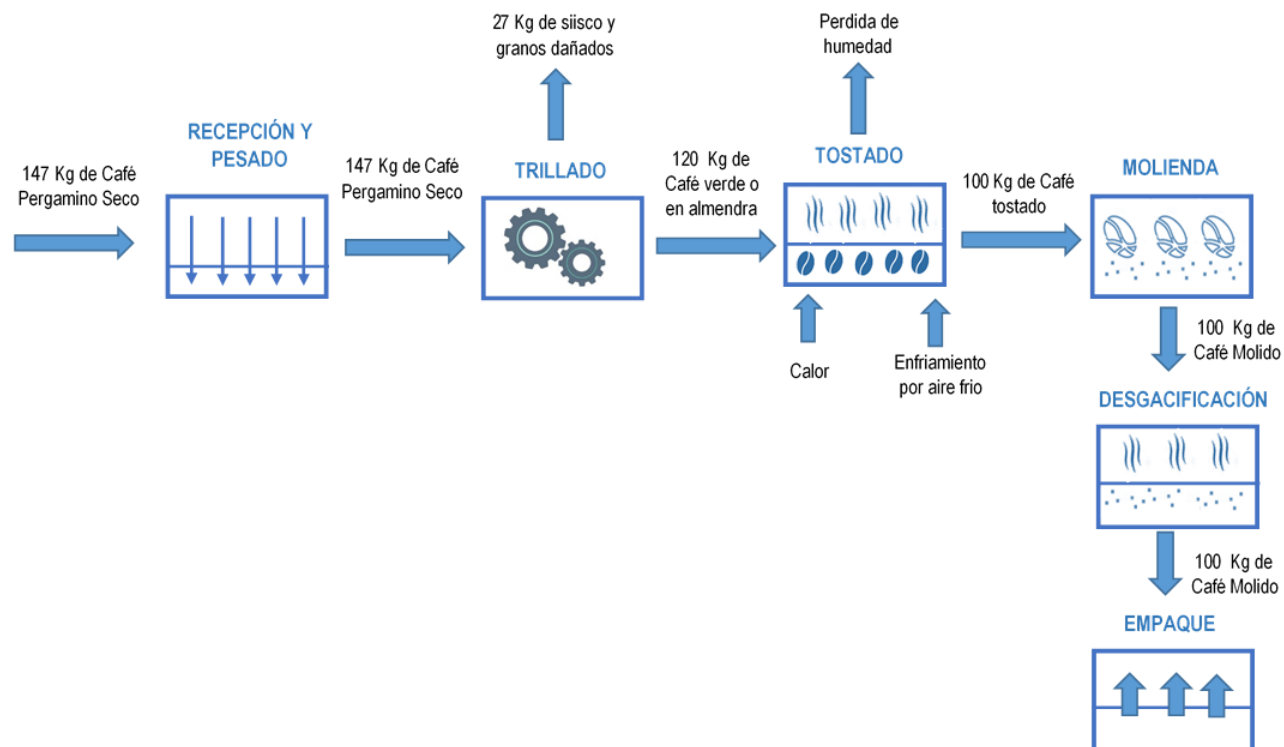 27 Kg de siisco y
granos dañados
Perdida de
humedad
RECEPCIÓN Y
PESADO
147 Kg de Café
Pergamino Seco
147 Kg de Café
Pergamino Seco
TRILLADO
120 Kg de
Café verde o
en almendra
TOSTADO
100 Kg de Café
tostado
MOLIENDA
Calor
Enfriamiento
por aire frio
100 Kg de
Café Molido
DESGACIFICACIÓN
100 Kg de
Café Molido
EMPAQUE